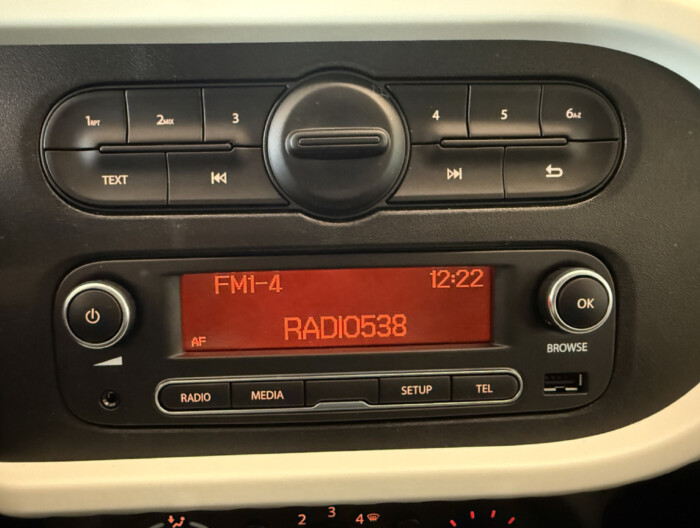 1RPT 2MIX 3 4 5 6A-Z
TEXT
FM1-4 12:22
RADIO538
AF
OK
BROWSE
RADIO MEDIA SETUP TEL
2 3 4